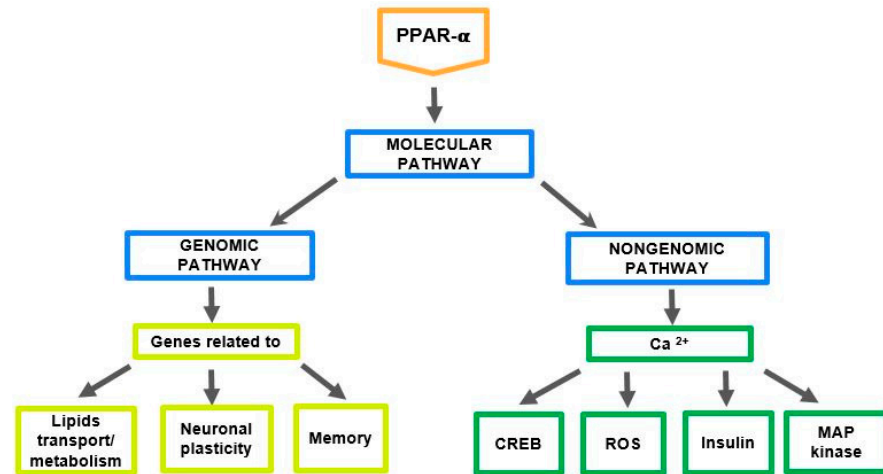 PPAR-α
MOLECULAR
PATHWAY
GENOMIC
PATHWAY
NONGENOMIC
PATHWAY
Genes related to
Ca 2+
Lipids
transport/
metabolism
Neuronal
plasticity
Memory
CREB
ROS
Insulin
MAP
kinase